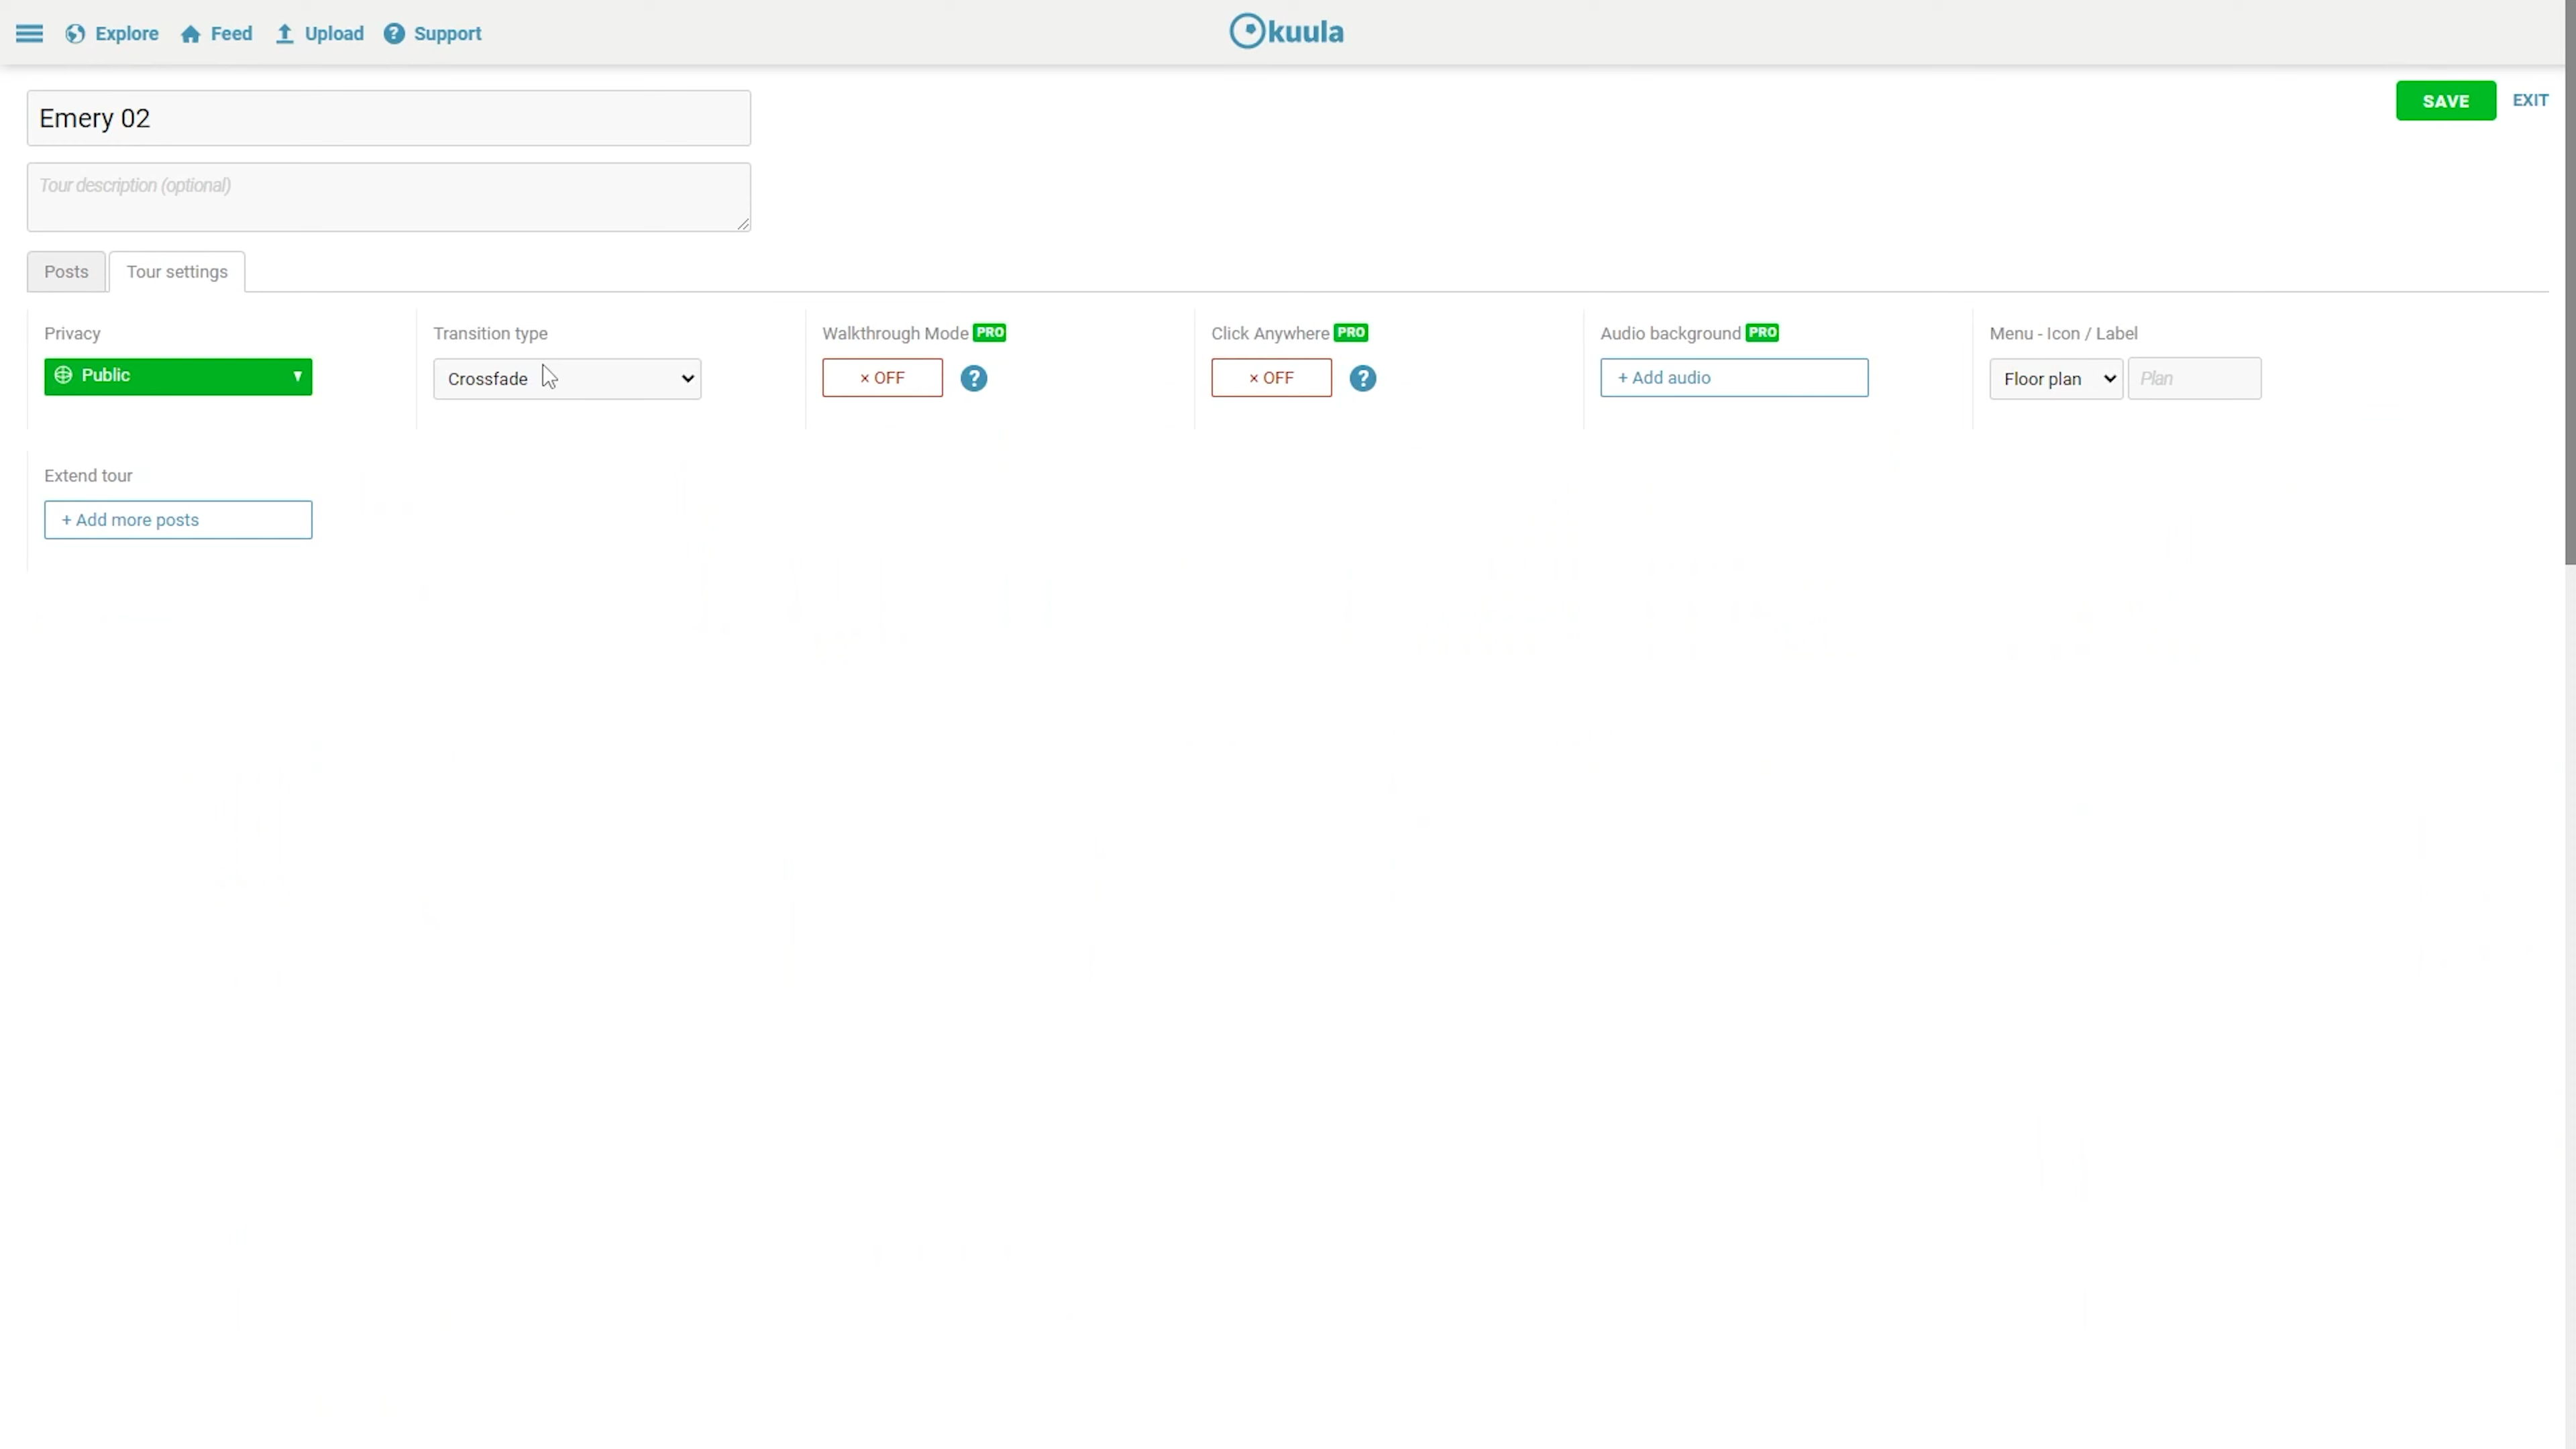 Explore Feed Upload Support
kuula
Emery 02
SAVE EXIT
Tour description (optional)
Posts Tour settings
Privacy Transition type Walkthrough Mode PRO Click Anywhere PRO Audio background PRO Menu - Icon / Label
Public ▼ Crossfade × OFF ? × OFF ? + Add audio Floor plan Plan
Extend tour
+ Add more posts